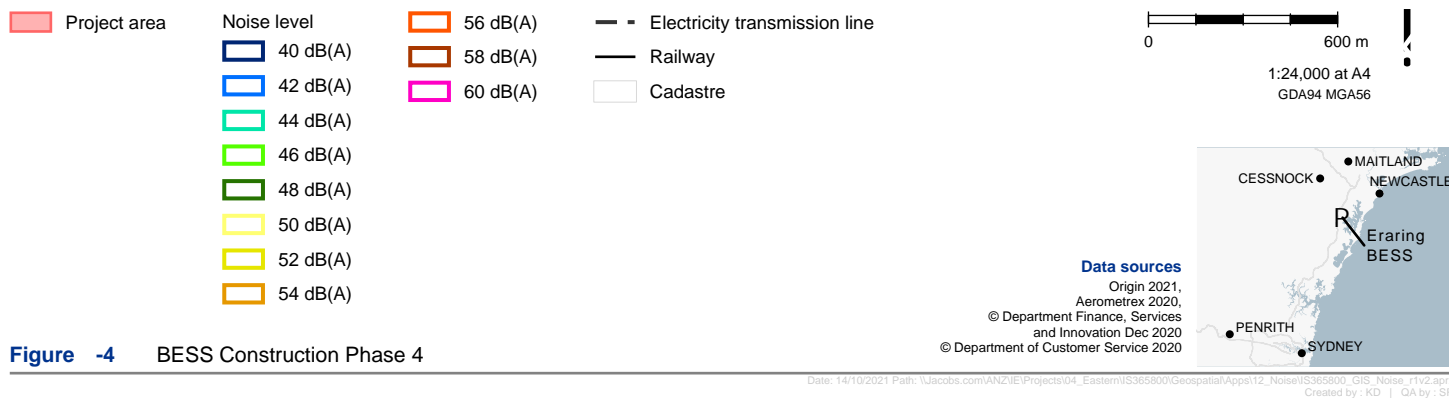 Project area
Noise level
40 dB(A)
42 dB(A)
44 dB(A)
46 dB(A)
48 dB(A)
50 dB(A)
52 dB(A)
54 dB(A)
56 dB(A)
58 dB(A)
60 dB(A)
Electricity transmission line
Railway
Cadastre
0 600 m
1:24,000 at A4
GDA94 MGA56
MAITLAND
CESSNOCK
NEWCASTLE
R
Eraring
BESS
PENRITH
SYDNEY
Data sources
Origin 2021,
Aerometrex 2020,
© Department Finance, Services
and Innovation Dec 2020
© Department of Customer Service 2020
Figure -4 BESS Construction Phase 4
Date: 14/10/2021 Path: \\Jacobs.com\ANZ\IE\Projects\04_Eastern\IS365800\Geospatial\Apps\12_Noise\IS365800_GIS_Noise_r1v2.apr
Created by : KD | QA by :